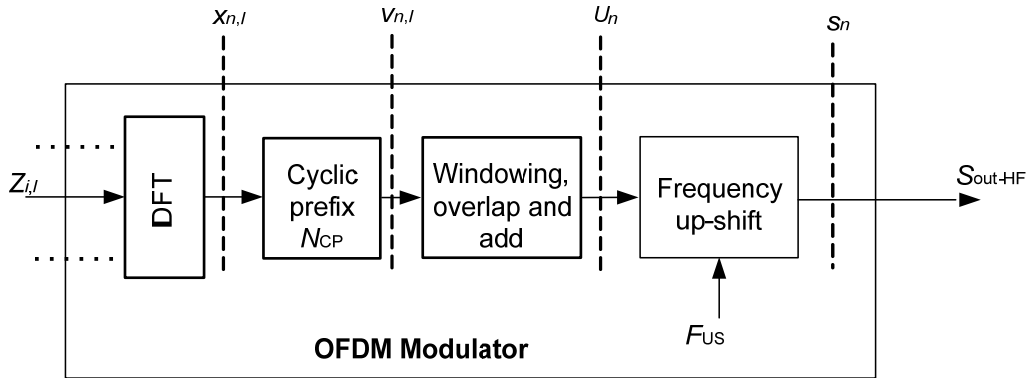 xn,l
vn,l
Un
sn
Zi,l
DFT
Cyclic
prefix
NCP
Windowing,
overlap and
add
Frequency
up-shift
Sout-HF
FUS
OFDM Modulator